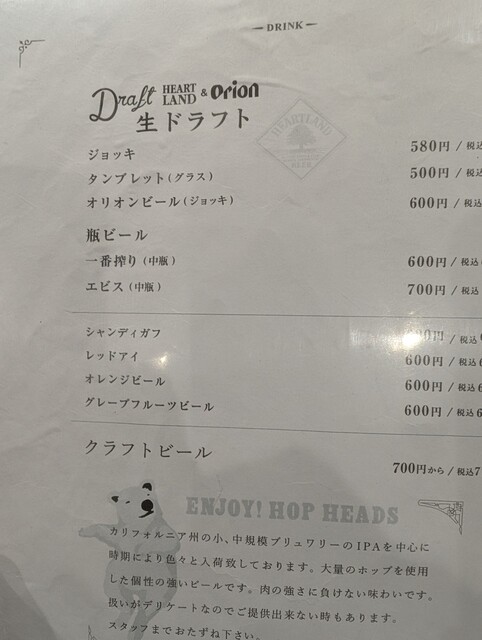 DRINK
Draft HEART LAND & Orion
生ドラフト
HEARTLAND
BEER
ジョッキ 580円 / 税込
タンブレット(グラス) 500円 / 税込
オリオンビール(ジョッキ) 600円 / 税込
瓶ビール
一番搾り(中瓶) 600円 / 税込
エビス(中瓶) 700円 / 税込
シャンディガフ 円 / 税込
レッドアイ 600円 / 税込6
オレンジビール 600円 / 税込6
グレープフルーツビール 600円 / 税込6
クラフトビール
700円から / 税込7
ENJOY! HOP HEADS
カリフォルニア州の小、中規模ブリュワリーのIPAを中心に
時期により色々と入荷致しております。大量のホップを使用
した個性の強いビールです。肉の強さに負けない味わいです。
扱いがデリケートなのでご提供出来ない時もあります。
スタッフまでおたずね下さい。